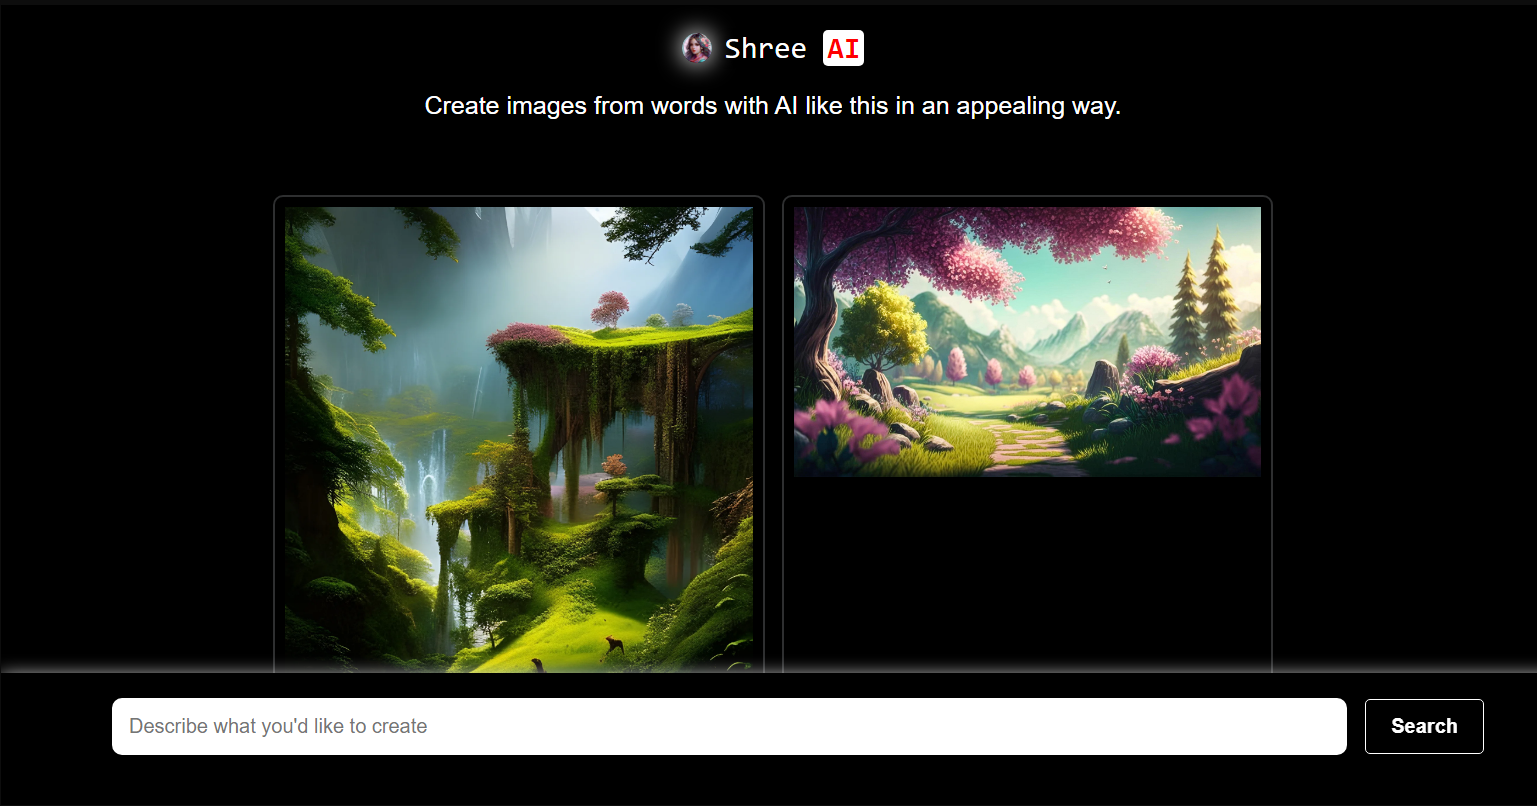 Shree AI
Create images from words with AI like this in an appealing way.
Describe what you'd like to create
Search